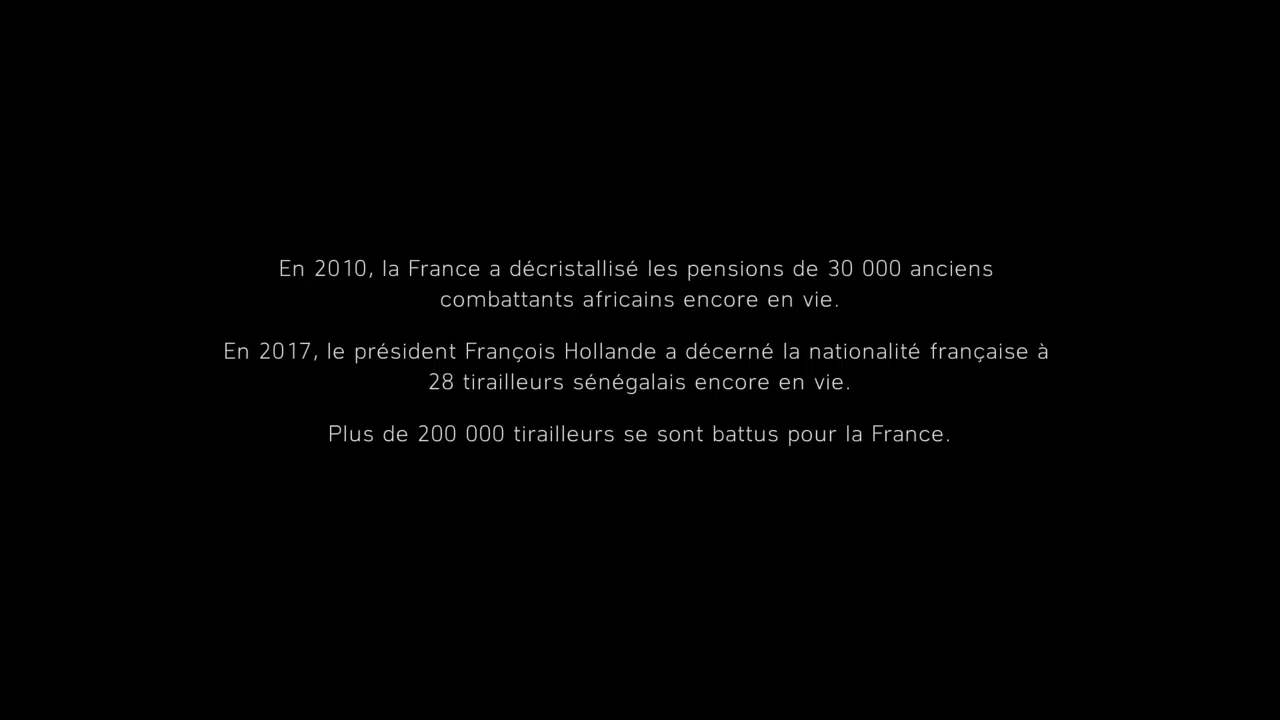 En 2010, la France a décristallisé les pensions de 30 000 anciens
combattants africains encore en vie.
En 2017, le président François Hollande a décerné la nationalité française à
28 tirailleurs sénégalais encore en vie.
Plus de 200 000 tirailleurs se sont battus pour la France.